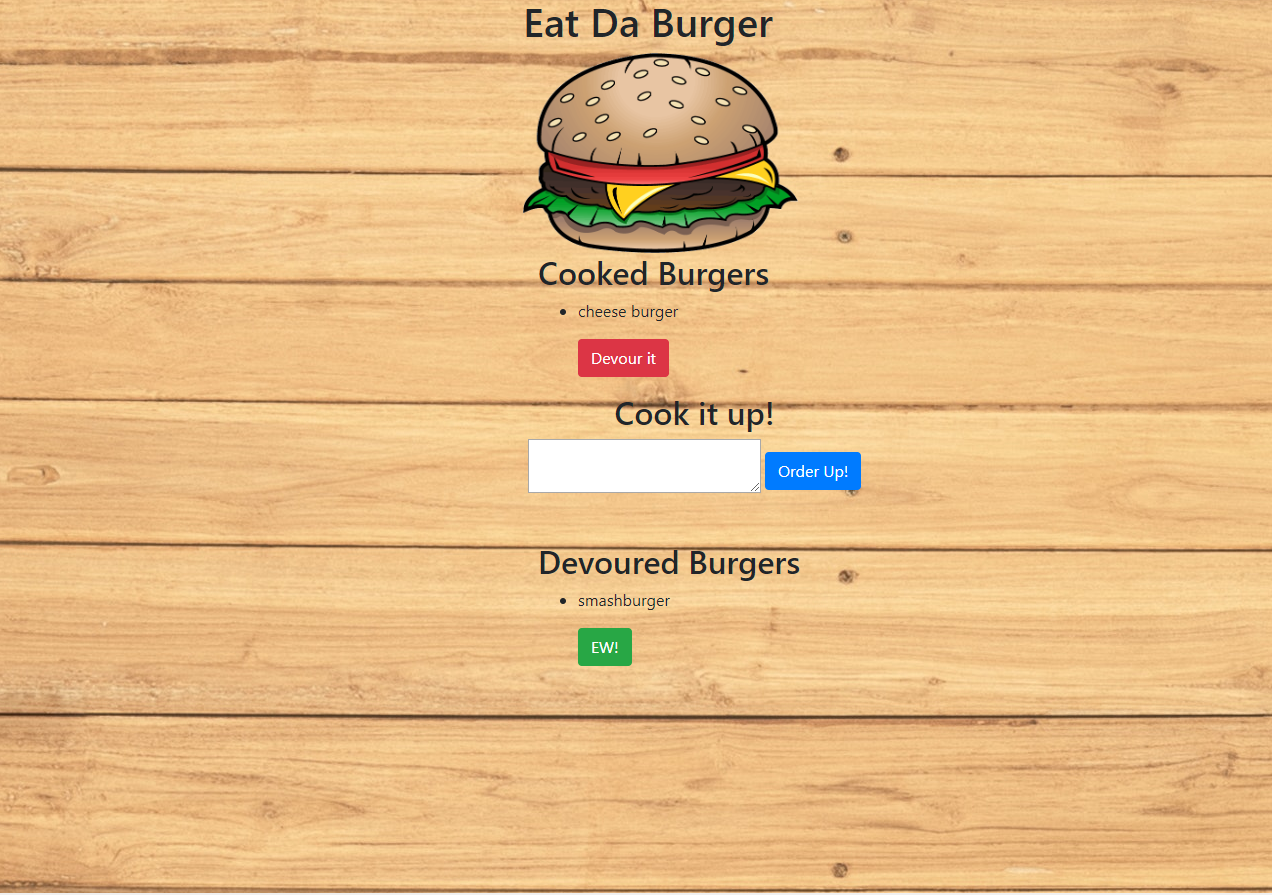 Eat Da Burger
Cooked Burgers
cheese burger
Devour it
Cook it up!
Order Up!
Devoured Burgers
smashburger
EW!